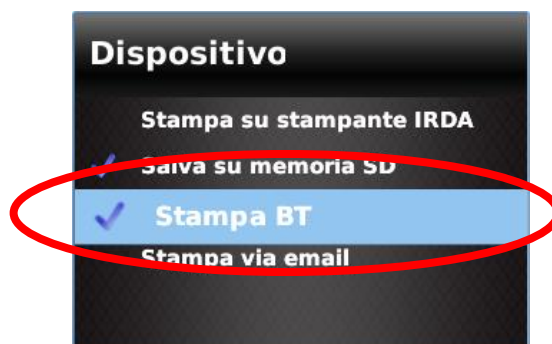 Dispositivo
Stampa su stampante IRDA
Salva su memoria SD
Stampa BT
Stampa via email